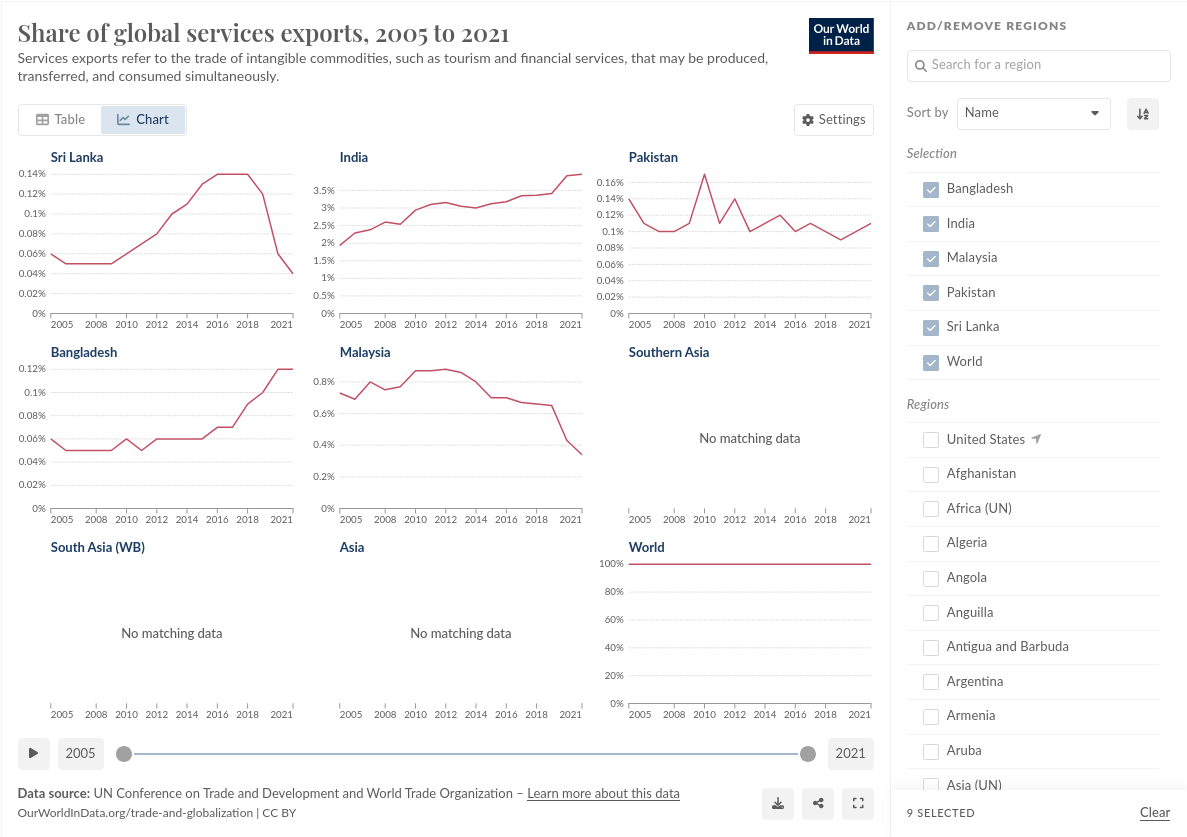 Share of global services exports, 2005 to 2021
Services exports refer to the trade of intangible commodities, such as tourism and financial services, that may be produced,
transferred, and consumed simultaneously.
Our World
in Data
Table
Chart
Settings
Sri Lanka
0.14%
0.12%
0.1%
0.08%
0.06%
0.04%
0.02%
0%
2005 2008 2010 2012 2014 2016 2018 2021
India
3.5%
3%
2.5%
2%
1.5%
1%
0.5%
0%
2005 2008 2010 2012 2014 2016 2018 2021
Pakistan
0.16%
0.14%
0.12%
0.1%
0.08%
0.06%
0.04%
0.02%
0%
2005 2008 2010 2012 2014 2016 2018 2021
Bangladesh
0.12%
0.1%
0.08%
0.06%
0.04%
0.02%
0%
2005 2008 2010 2012 2014 2016 2018 2021
Malaysia
0.8%
0.6%
0.4%
0.2%
0%
2005 2008 2010 2012 2014 2016 2018 2021
Southern Asia
No matching data
2005 2008 2010 2012 2014 2016 2018 2021
South Asia (WB)
No matching data
2005 2008 2010 2012 2014 2016 2018 2021
Asia
No matching data
2005 2008 2010 2012 2014 2016 2018 2021
World
100%
80%
60%
40%
20%
0%
2005 2008 2010 2012 2014 2016 2018 2021
2005
2021
Data source: UN Conference on Trade and Development and World Trade Organization – Learn more about this data
OurWorldInData.org/trade-and-globalization | CC BY
ADD/REMOVE REGIONS
Search for a region
Sort by Name
Selection
Bangladesh
India
Malaysia
Pakistan
Sri Lanka
World
Regions
United States
Afghanistan
Africa (UN)
Algeria
Angola
Anguilla
Antigua and Barbuda
Argentina
Armenia
Aruba
Asia (UN)
9 SELECTED
Clear